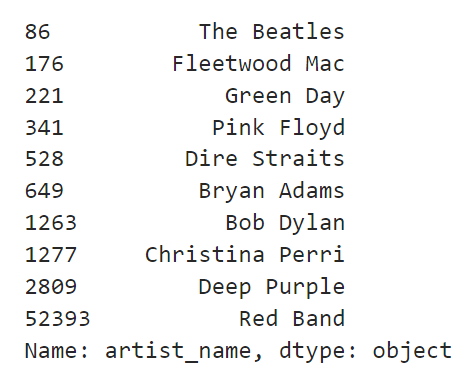 86 The Beatles
176 Fleetwood Mac
221 Green Day
341 Pink Floyd
528 Dire Straits
649 Bryan Adams
1263 Bob Dylan
1277 Christina Perri
2809 Deep Purple
52393 Red Band
Name: artist_name, dtype: object